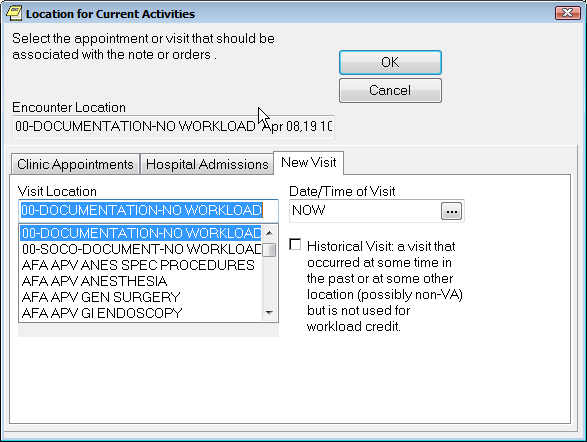 Location for Current Activities
Select the appointment or visit that should be
associated with the note or orders .
OK
Cancel
Encounter Location
00-DOCUMENTATION-NO WORKLOAD Apr 08,19 10
Clinic Appointments
Hospital Admissions
New Visit
Visit Location
00-DOCUMENTATION-NO WORKLOAD
00-DOCUMENTATION-NO WORKLOAD
00-SOCO-DOCUMENT-NO WORKLOAD
AFA APV ANES SPEC PROCEDURES
AFA APV ANESTHESIA
AFA APV GEN SURGERY
AFA APV GI ENDOSCOPY
Date/Time of Visit
NOW
...
Historical Visit: a visit that
occurred at some time in
the past or at some other
location (possibly non-VA)
but is not used for
workload credit.